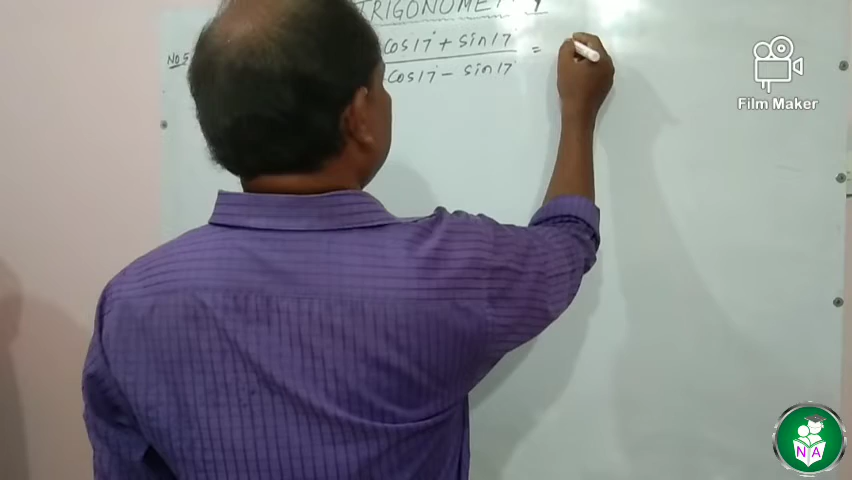 TRIGONOMET
NO 5
cos17° + sin17°
=
cos17° - sin17°
Film Maker
N A